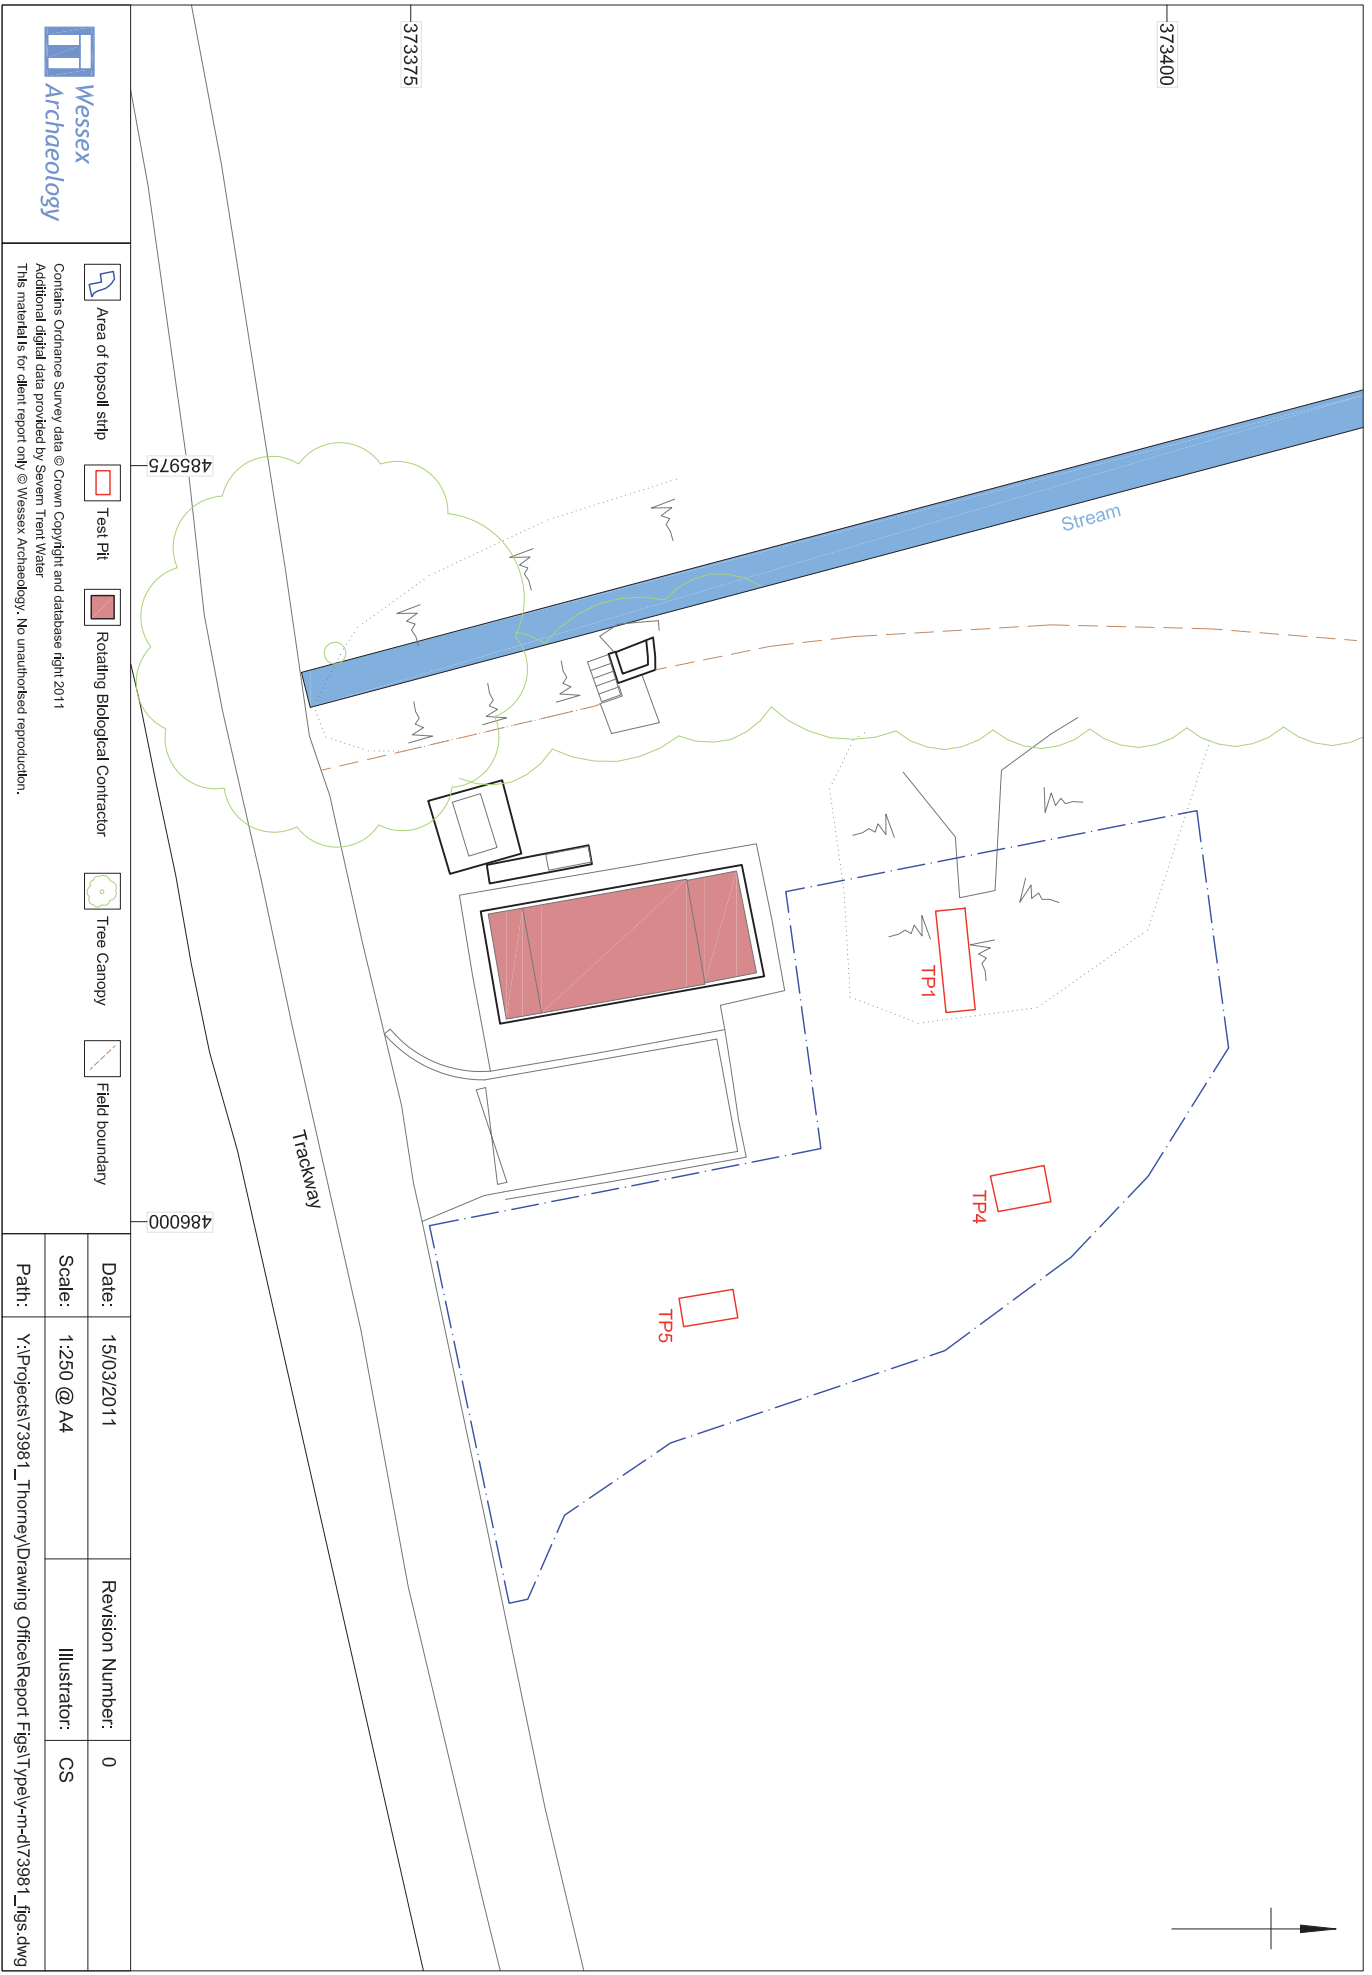 373400
373375
Stream
TP1
TP4
TP5
Trackway
485975
486000
Wessex
Archaeology
Area of topsoil strip
Test Pit
Rotating Biological Contractor
Tree Canopy
Field boundary
Contains Ordnance Survey data © Crown Copyright and database right 2011
Additional digital data provided by Severn Trent Water
This material is for client report only © Wessex Archaeology. No unauthorised reproduction.
Date: 15/03/2011 Revision Number: 0
Scale: 1:250 @ A4 Illustrator: CS
Path: Y:\Projects\73981_Thorney\Drawing Office\Report Figs\Type\y-m-d\73981_figs.dwg